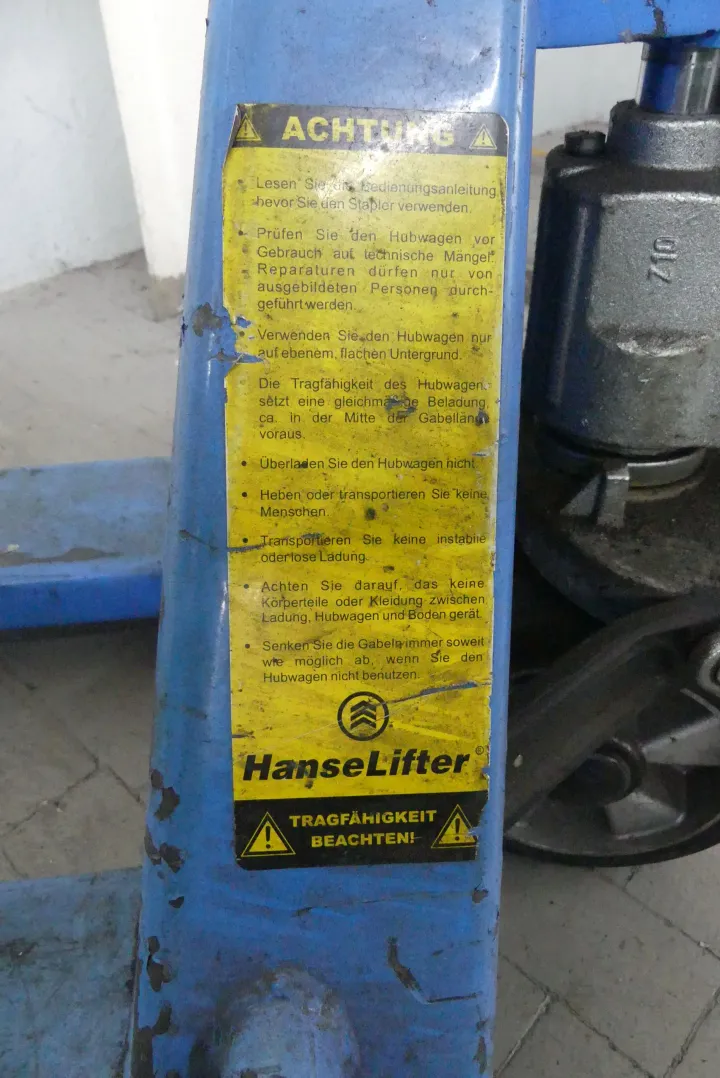 ACHTUNG
Lesen Sie die Bedienungsanleitung
bevor Sie den Stapler verwenden.
• Prüfen Sie den Hubwagen vor
Gebrauch auf technische Mängel.
Reparaturen dürfen nur von
ausgebildeten Personen durch-
geführt werden.
• Verwenden Sie den Hubwagen nur
auf ebenem, flachen Untergrund.
Die Tragfähigkeit des Hubwagens
setzt eine gleichmäßige Beladung
ca. in der Mitte der Gabellänge
voraus.
• Überladen Sie den Hubwagen nicht.
• Heben oder transportieren Sie keine
Menschen.
• Transportieren Sie keine instabile
oder lose Ladung.
• Achten Sie darauf, das keine
Körperteile oder Kleidung zwischen
Ladung, Hubwagen und Boden gerät.
• Senken Sie die Gabeln immer soweit
wie möglich ab, wenn Sie den
Hubwagen nicht benutzen.
HanseLifter®
TRAGFÄHIGKEIT
BEACHTEN!